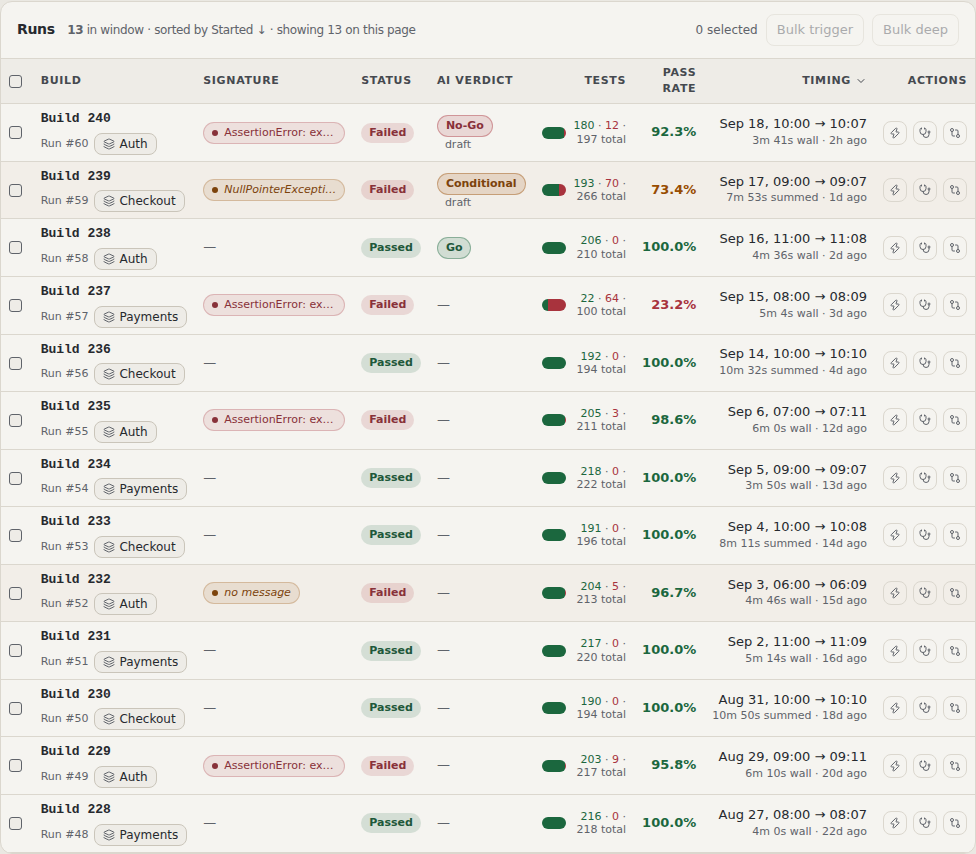 Runs 13 in window · sorted by Started ↓ · showing 13 on this page 0 selected Bulk trigger Bulk deep
BUILD SIGNATURE STATUS AI VERDICT TESTS PASS RATE TIMING ACTIONS
Build 240
Run #60 Auth AssertionError: ex… Failed No-Go draft 180 · 12 · 197 total 92.3% Sep 18, 10:00 → 10:07
3m 41s wall · 2h ago
Build 239
Run #59 Checkout NullPointerExcepti… Failed Conditional draft 193 · 70 · 266 total 73.4% Sep 17, 09:00 → 09:07
7m 53s summed · 1d ago
Build 238
Run #58 Auth — Passed Go 206 · 0 · 210 total 100.0% Sep 16, 11:00 → 11:08
4m 36s wall · 2d ago
Build 237
Run #57 Payments AssertionError: ex… Failed — 22 · 64 · 100 total 23.2% Sep 15, 08:00 → 08:09
5m 4s wall · 3d ago
Build 236
Run #56 Checkout — Passed — 192 · 0 · 194 total 100.0% Sep 14, 10:00 → 10:10
10m 32s summed · 4d ago
Build 235
Run #55 Auth AssertionError: ex… Failed — 205 · 3 · 211 total 98.6% Sep 6, 07:00 → 07:11
6m 0s wall · 12d ago
Build 234
Run #54 Payments — Passed — 218 · 0 · 222 total 100.0% Sep 5, 09:00 → 09:07
3m 50s wall · 13d ago
Build 233
Run #53 Checkout — Passed — 191 · 0 · 196 total 100.0% Sep 4, 10:00 → 10:08
8m 11s summed · 14d ago
Build 232
Run #52 Auth no message Failed — 204 · 5 · 213 total 96.7% Sep 3, 06:00 → 06:09
4m 46s wall · 15d ago
Build 231
Run #51 Payments — Passed — 217 · 0 · 220 total 100.0% Sep 2, 11:00 → 11:09
5m 14s wall · 16d ago
Build 230
Run #50 Checkout — Passed — 190 · 0 · 194 total 100.0% Aug 31, 10:00 → 10:10
10m 50s summed · 18d ago
Build 229
Run #49 Auth AssertionError: ex… Failed — 203 · 9 · 217 total 95.8% Aug 29, 09:00 → 09:11
6m 10s wall · 20d ago
Build 228
Run #48 Payments — Passed — 216 · 0 · 218 total 100.0% Aug 27, 08:00 → 08:07
4m 0s wall · 22d ago